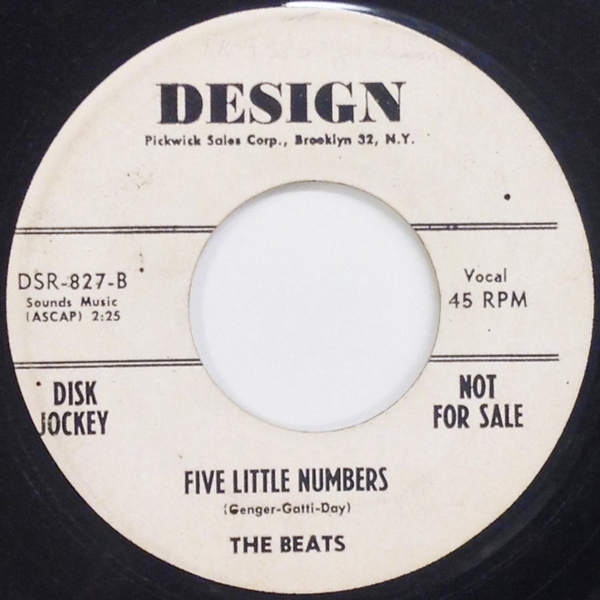 DESIGN
Pickwick Sales Corp., Brooklyn 32, N.Y.
DSR-827-B
Sounds Music
(ASCAP) 2:25
Vocal
45 RPM
DISK
JOCKEY
NOT
FOR SALE
FIVE LITTLE NUMBERS
(Genger-Gatti-Day)
THE BEATS